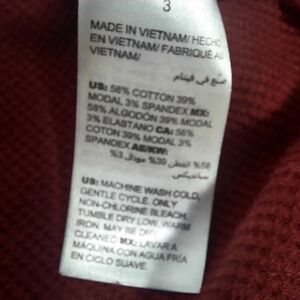 3
MADE IN VIETNAM/ HECHO
EN VIETNAM/ FABRIQUÉ AU
VIETNAM/
صنع في فيتنام
US: 58% COTTON 39%
MODAL 3% SPANDEX MX:
58% ALGODÓN 39% MODAL
3% ELASTANO CA: 58%
COTON 39% MODAL 3%
SPANDEX AE/KW:
58% القطن 39% مودال 3%
سباندیکس
US: MACHINE WASH COLD,
GENTLE CYCLE. ONLY
NON-CHLORINE BLEACH.
TUMBLE DRY LOW. WARM
IRON. MAY BE DRY
CLEANED MX: LAVAR A
MÁQUINA CON AGUA FRÍA
EN CICLO SUAVE.